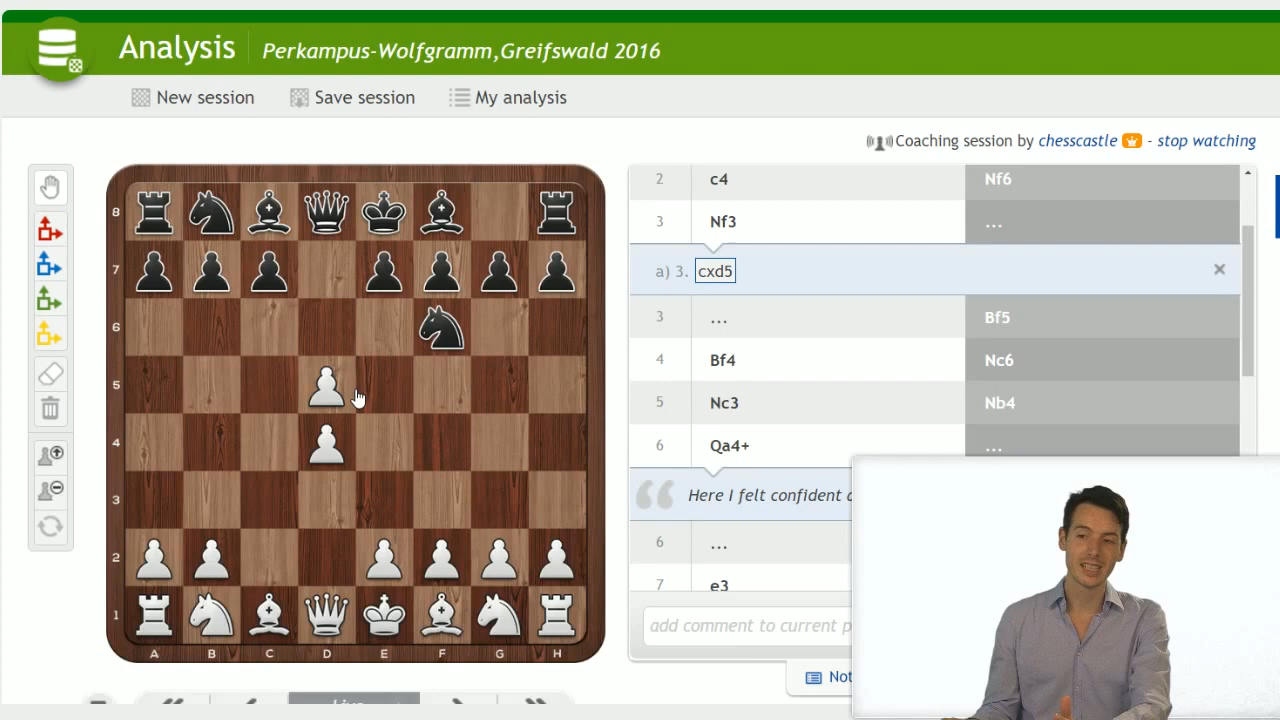 Analysis Perkampus-Wolfgramm,Greifswald 2016
New session Save session My analysis
Coaching session by chesscastle - stop watching
2 c4 Nf6
3 Nf3 ...
a) 3. cxd5
3 ... Bf5
4 Bf4 Nc6
5 Nc3 Nb4
6 Qa4+ ...
Here I felt confident
6 ...
7 e3
add comment to current p
Not
8
7
6
5
4
3
2
1
A B C D E F G H
Live